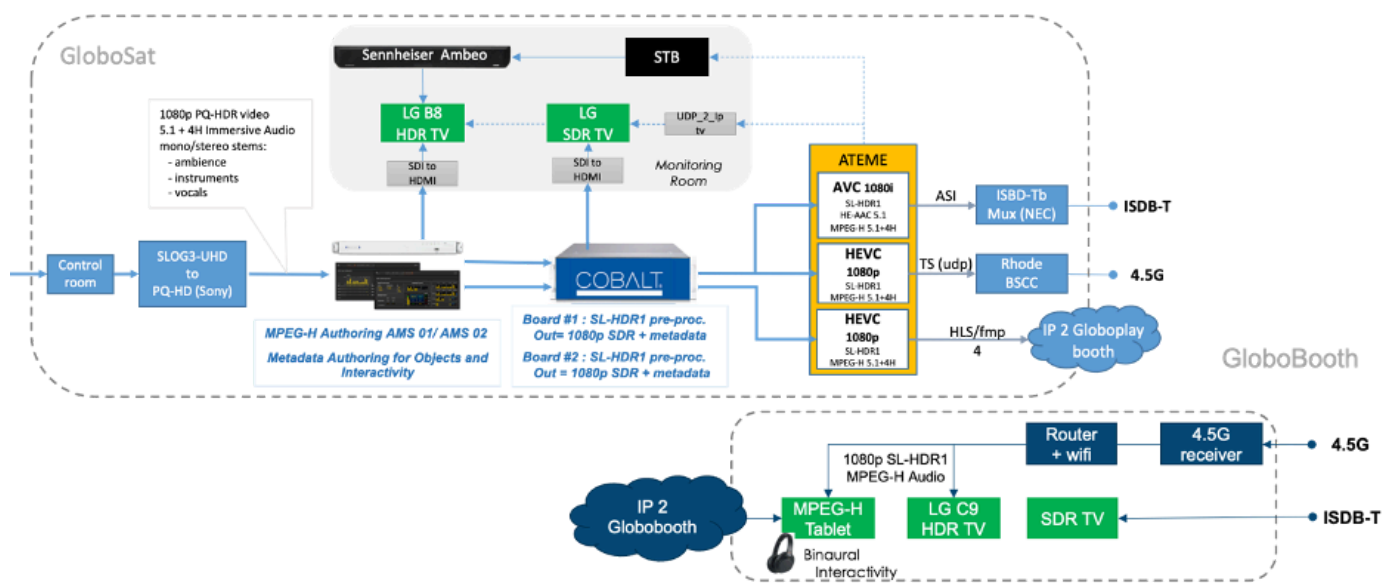 GloboSat
Sennheiser Ambeo
STB
1080p PQ-HDR video
5.1 + 4H Immersive Audio
mono/stereo stems:
- ambience
- instruments
- vocals
LG B8
HDR TV
LG
SDR TV
UDP_2_Ip
tv
SDI to
HDMI
SDI to
HDMI
Monitoring
Room
ATEME
AVC 1080i
SL-HDR1
HE-AAC 5.1
MPEG-H 5.1+4H
ASI
ISBD-Tb
Mux (NEC)
ISDB-T
Control
room
SLOG3-UHD
to
PQ-HD (Sony)
COBALT
HEVC
1080p
SL-HDR1
MPEG-H 5.1+4H
TS (udp)
Rhode
BSCC
4.5G
MPEG-H Authoring AMS 01/ AMS 02
Metadata Authoring for Objects and
Interactivity
Board #1 : SL-HDR1 pre-proc.
Out= 1080p SDR + metadata
Board #2 : SL-HDR1 pre-proc.
Out = 1080p SDR + metadata
HEVC
1080p
SL-HDR1
MPEG-H 5.1+4H
HLS/fmp
4
IP 2 Globoplay
booth
GloboBooth
1080p SL-HDR1
MPEG-H Audio
Router
+ wifi
4.5G
receiver
4.5G
IP 2
Globobooth
MPEG-H
Tablet
LG C9
HDR TV
SDR TV
ISDB-T
Binaural
Interactivity